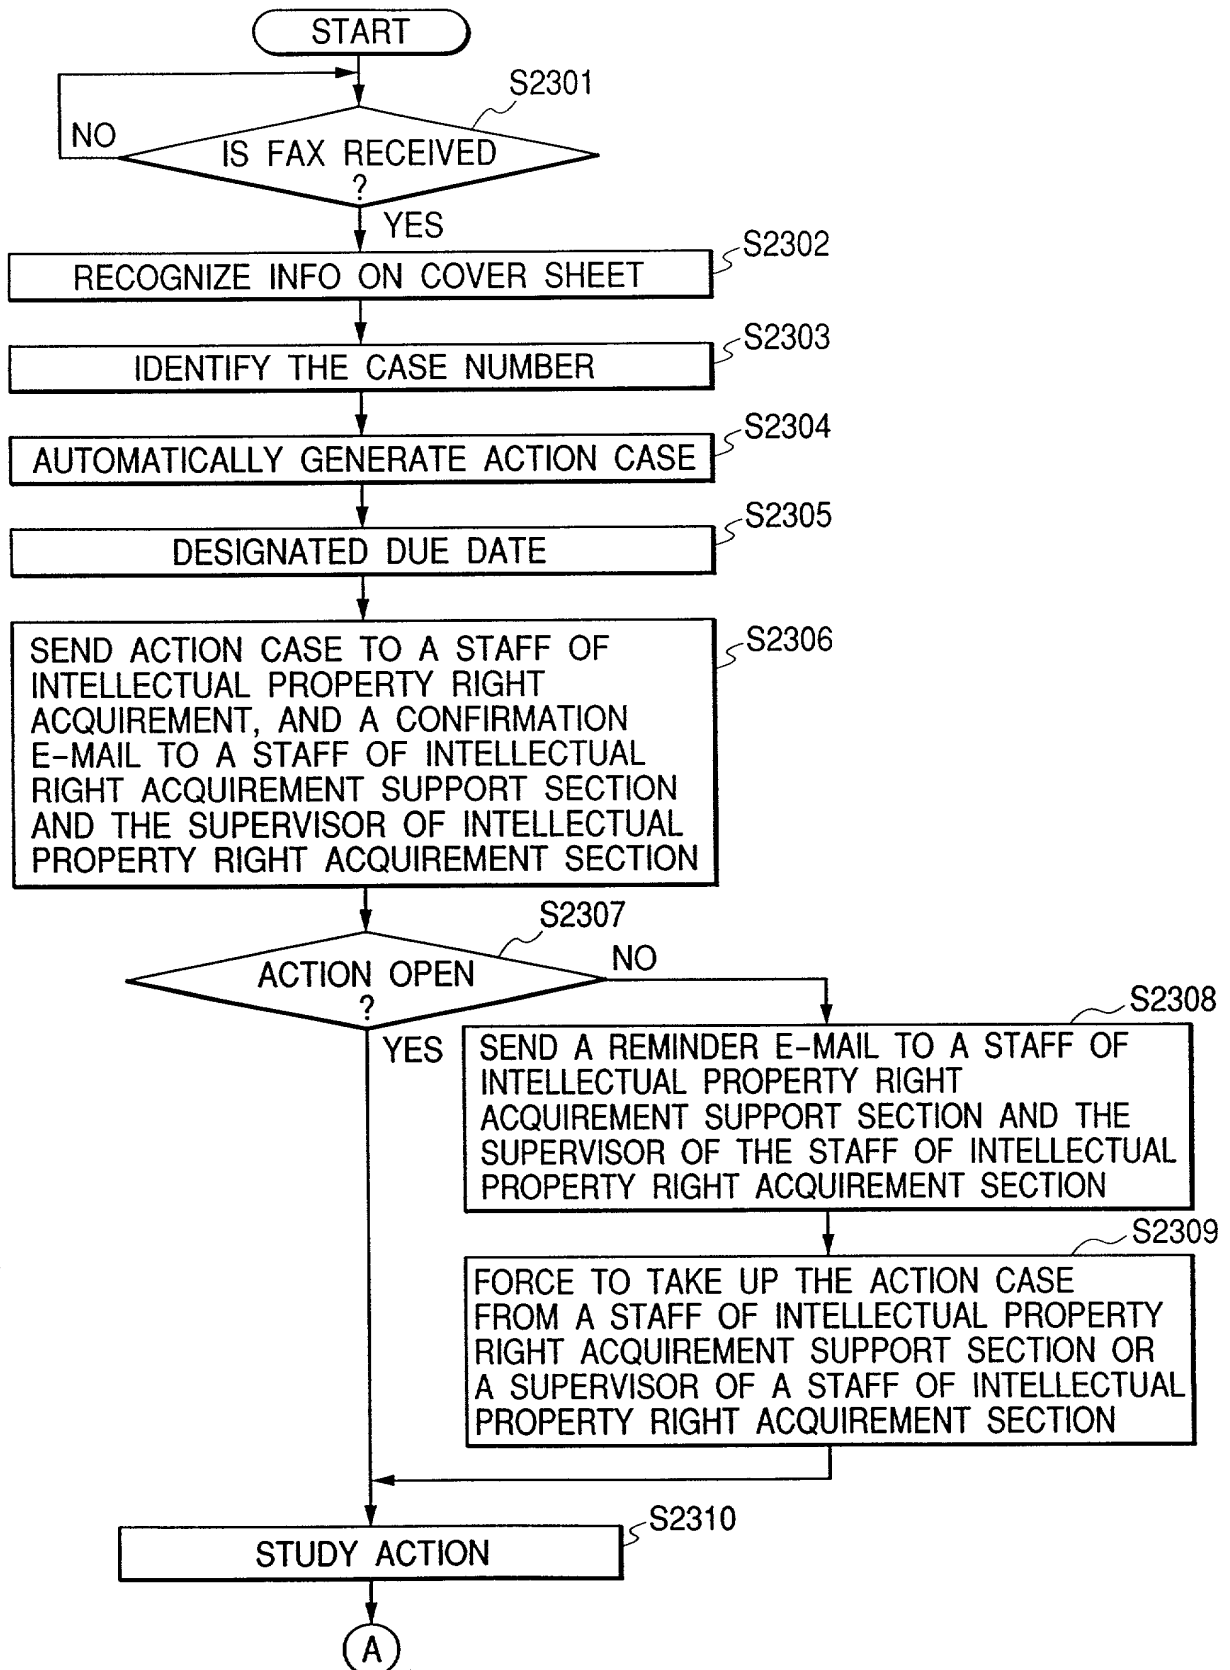 START
S2301
NO
IS FAX RECEIVED
?
YES
S2302
RECOGNIZE INFO ON COVER SHEET
S2303
IDENTIFY THE CASE NUMBER
S2304
AUTOMATICALLY GENERATE ACTION CASE
S2305
DESIGNATED DUE DATE
S2306
SEND ACTION CASE TO A STAFF OF
INTELLECTUAL PROPERTY RIGHT
ACQUIREMENT, AND A CONFIRMATION
E-MAIL TO A STAFF OF INTELLECTUAL
RIGHT ACQUIREMENT SUPPORT SECTION
AND THE SUPERVISOR OF INTELLECTUAL
PROPERTY RIGHT ACQUIREMENT SECTION
S2307
ACTION OPEN
?
NO
YES
S2308
SEND A REMINDER E-MAIL TO A STAFF OF
INTELLECTUAL PROPERTY RIGHT
ACQUIREMENT SUPPORT SECTION AND THE
SUPERVISOR OF THE STAFF OF INTELLECTUAL
PROPERTY RIGHT ACQUIREMENT SECTION
S2309
FORCE TO TAKE UP THE ACTION CASE
FROM A STAFF OF INTELLECTUAL PROPERTY
RIGHT ACQUIREMENT SUPPORT SECTION OR
A SUPERVISOR OF A STAFF OF INTELLECTUAL
PROPERTY RIGHT ACQUIREMENT SECTION
S2310
STUDY ACTION
A